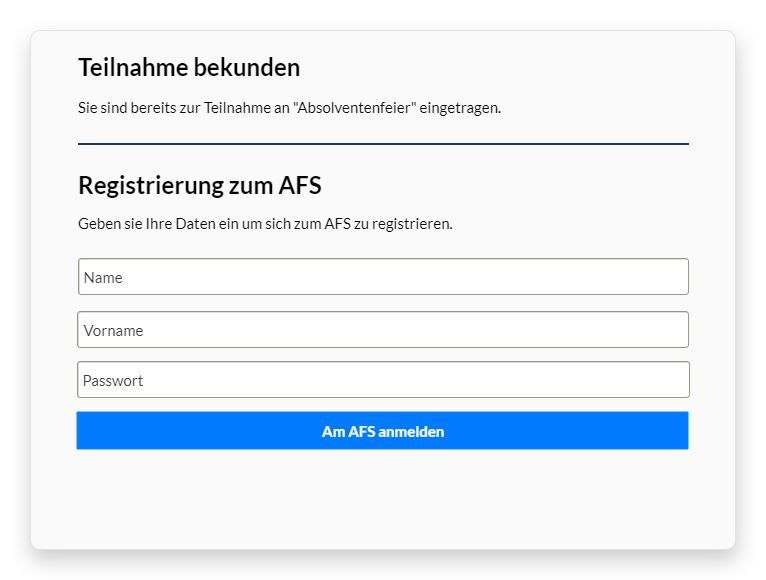 Teilnahme bekunden
Sie sind bereits zur Teilnahme an "Absolventenfeier" eingetragen.
Registrierung zum AFS
Geben sie Ihre Daten ein um sich zum AFS zu registrieren.
Name
Vorname
Passwort
Am AFS anmelden